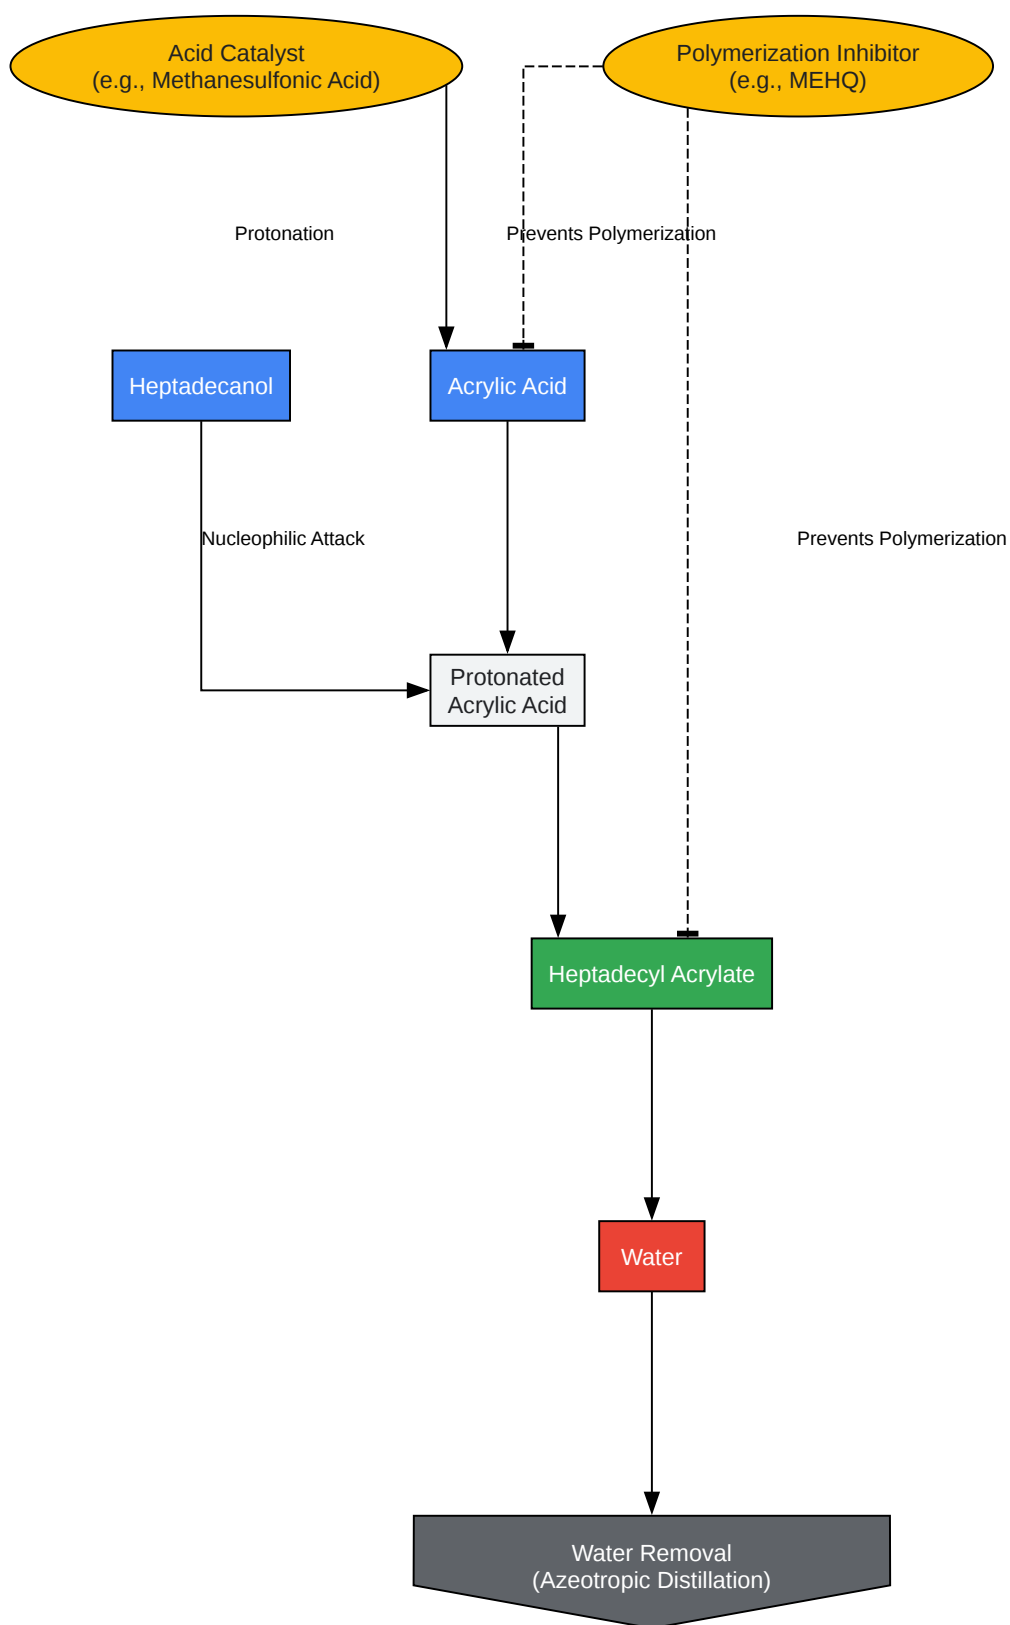 Acid Catalyst
(e.g., Methanesulfonic Acid)
Polymerization Inhibitor
(e.g., MEHQ)
Protonation
Prevents Polymerization
Heptadecanol
Acrylic Acid
Nucleophilic Attack
Prevents Polymerization
Protonated
Acrylic Acid
Heptadecyl Acrylate
Water
Water Removal
(Azeotropic Distillation)